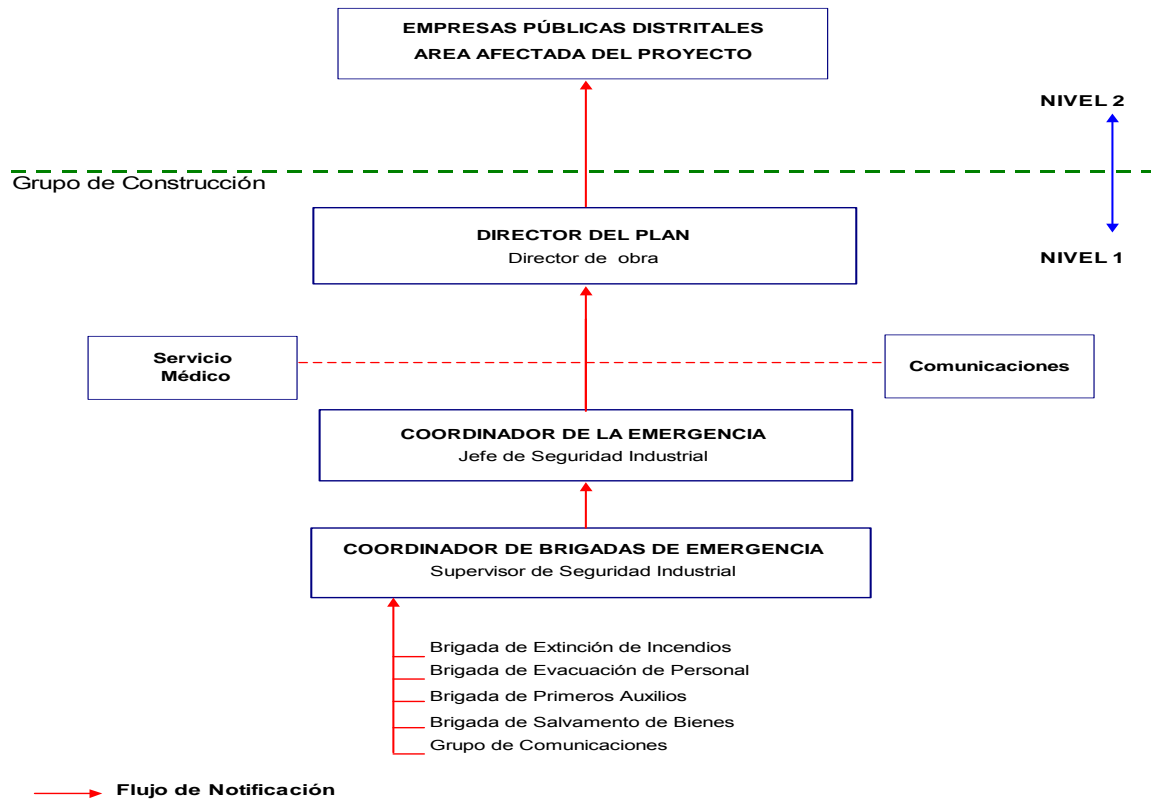 EMPRESAS PÚBLICAS DISTRITALES
AREA AFECTADA DEL PROYECTO
NIVEL 2
Grupo de Construcción
DIRECTOR DEL PLAN
Director de obra
NIVEL 1
Servicio
Médico
Comunicaciones
COORDINADOR DE LA EMERGENCIA
Jefe de Seguridad Industrial
COORDINADOR DE BRIGADAS DE EMERGENCIA
Supervisor de Seguridad Industrial
Brigada de Extinción de Incendios
Brigada de Evacuación de Personal
Brigada de Primeros Auxilios
Brigada de Salvamento de Bienes
Grupo de Comunicaciones
Flujo de Notificación